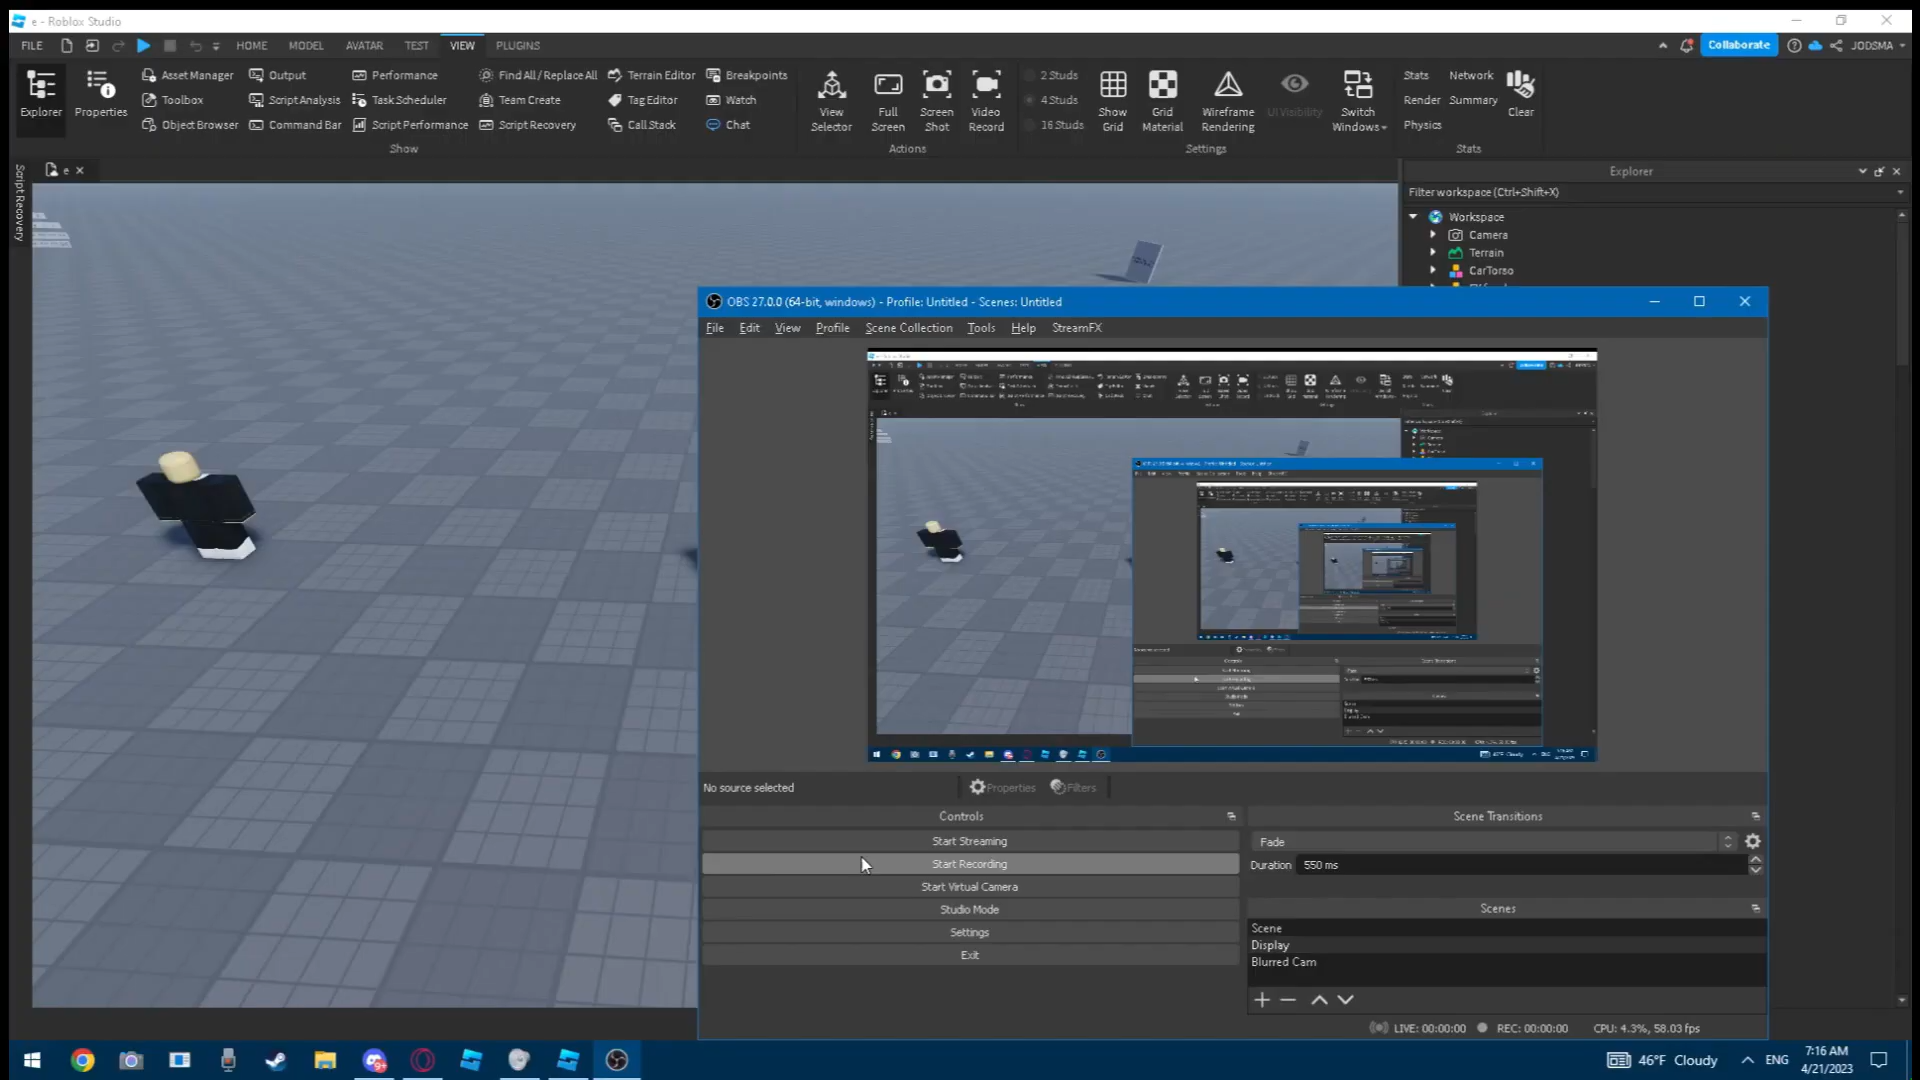 e - Roblox Studio
FILE HOME MODEL AVATAR TEST VIEW PLUGINS Collaborate JODSMA
Explorer
Properties
Asset Manager Output Performance Find All / Replace All Terrain Editor Breakpoints
Toolbox Script Analysis Task Scheduler Team Create Tag Editor Watch
Object Browser Command Bar Script Performance Script Recovery Call Stack Chat
Show
View Selector
Full Screen
Screen Shot
Video Record
Actions
2 Studs
4 Studs
16 Studs
Show Grid
Grid Material
Wireframe Rendering
UI Visibility
Switch Windows
Settings
Stats Network
Render Summary
Physics
Clear
Stats
Script Recovery
e
Explorer
Filter workspace (Ctrl+Shift+X)
Workspace
Camera
Terrain
CarTorso
OBS 27.0.0 (64-bit, windows) - Profile: Untitled - Scenes: Untitled
File Edit View Profile Scene Collection Tools Help StreamFX
No source selected Properties Filters
Controls
Start Streaming
Start Recording
Start Virtual Camera
Studio Mode
Settings
Exit
Scene Transitions
Fade
Duration 550 ms
Scenes
Scene
Display
Blurred Cam
LIVE: 00:00:00 REC: 00:00:00 CPU: 4.3%, 58.03 fps
9+
46°F Cloudy ENG 7:16 AM
4/21/2023